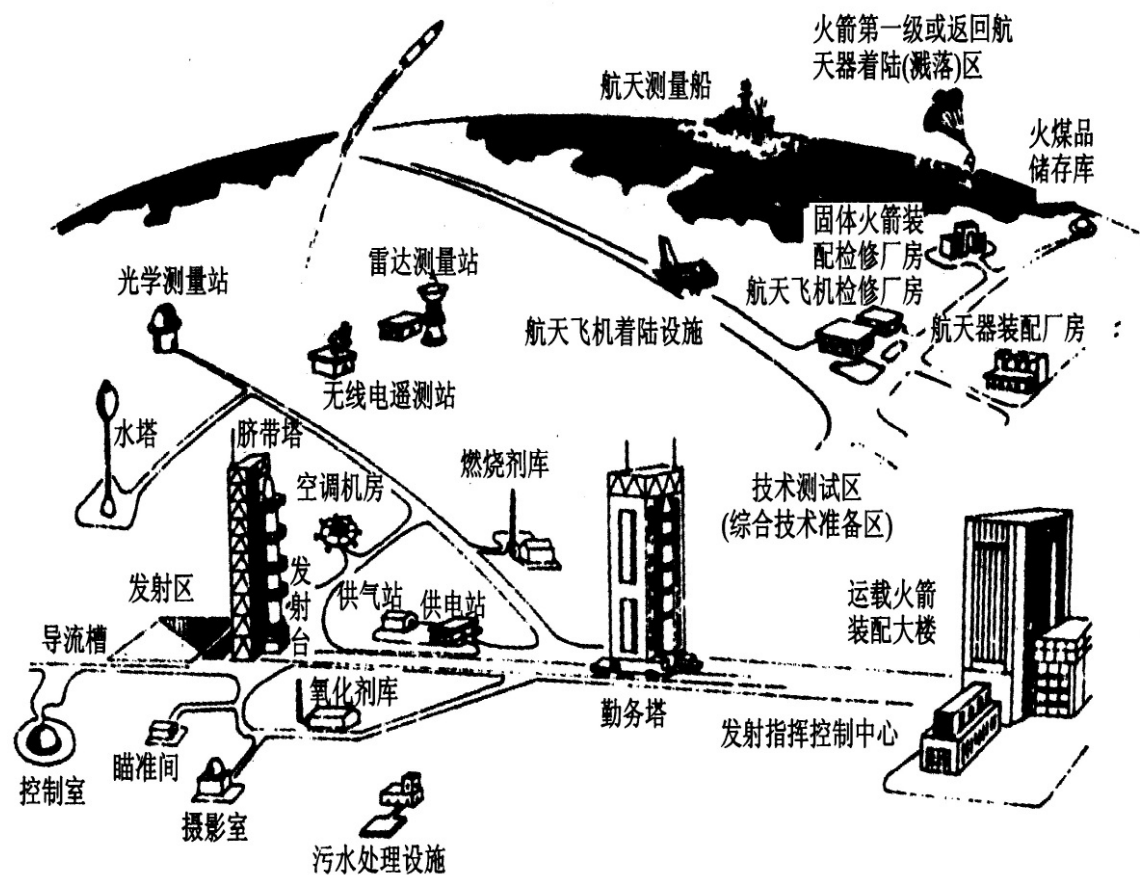 火箭第一级或返回航
天器着陆(溅落)区
航天测量船
火煤品
储存库
固体火箭装
配检修厂房
航天飞机检修厂房
雷达测量站
光学测量站
航天飞机着陆设施
航天器装配厂房
无线电遥测站
水塔
脐带塔
燃烧剂库
空调机房
技术测试区
(综合技术准备区)
发射区
发射台
供气站
供电站
运载火箭
装配大楼
导流槽
氧化剂库
勤务塔
发射指挥控制中心
瞄准间
控制室
摄影室
污水处理设施